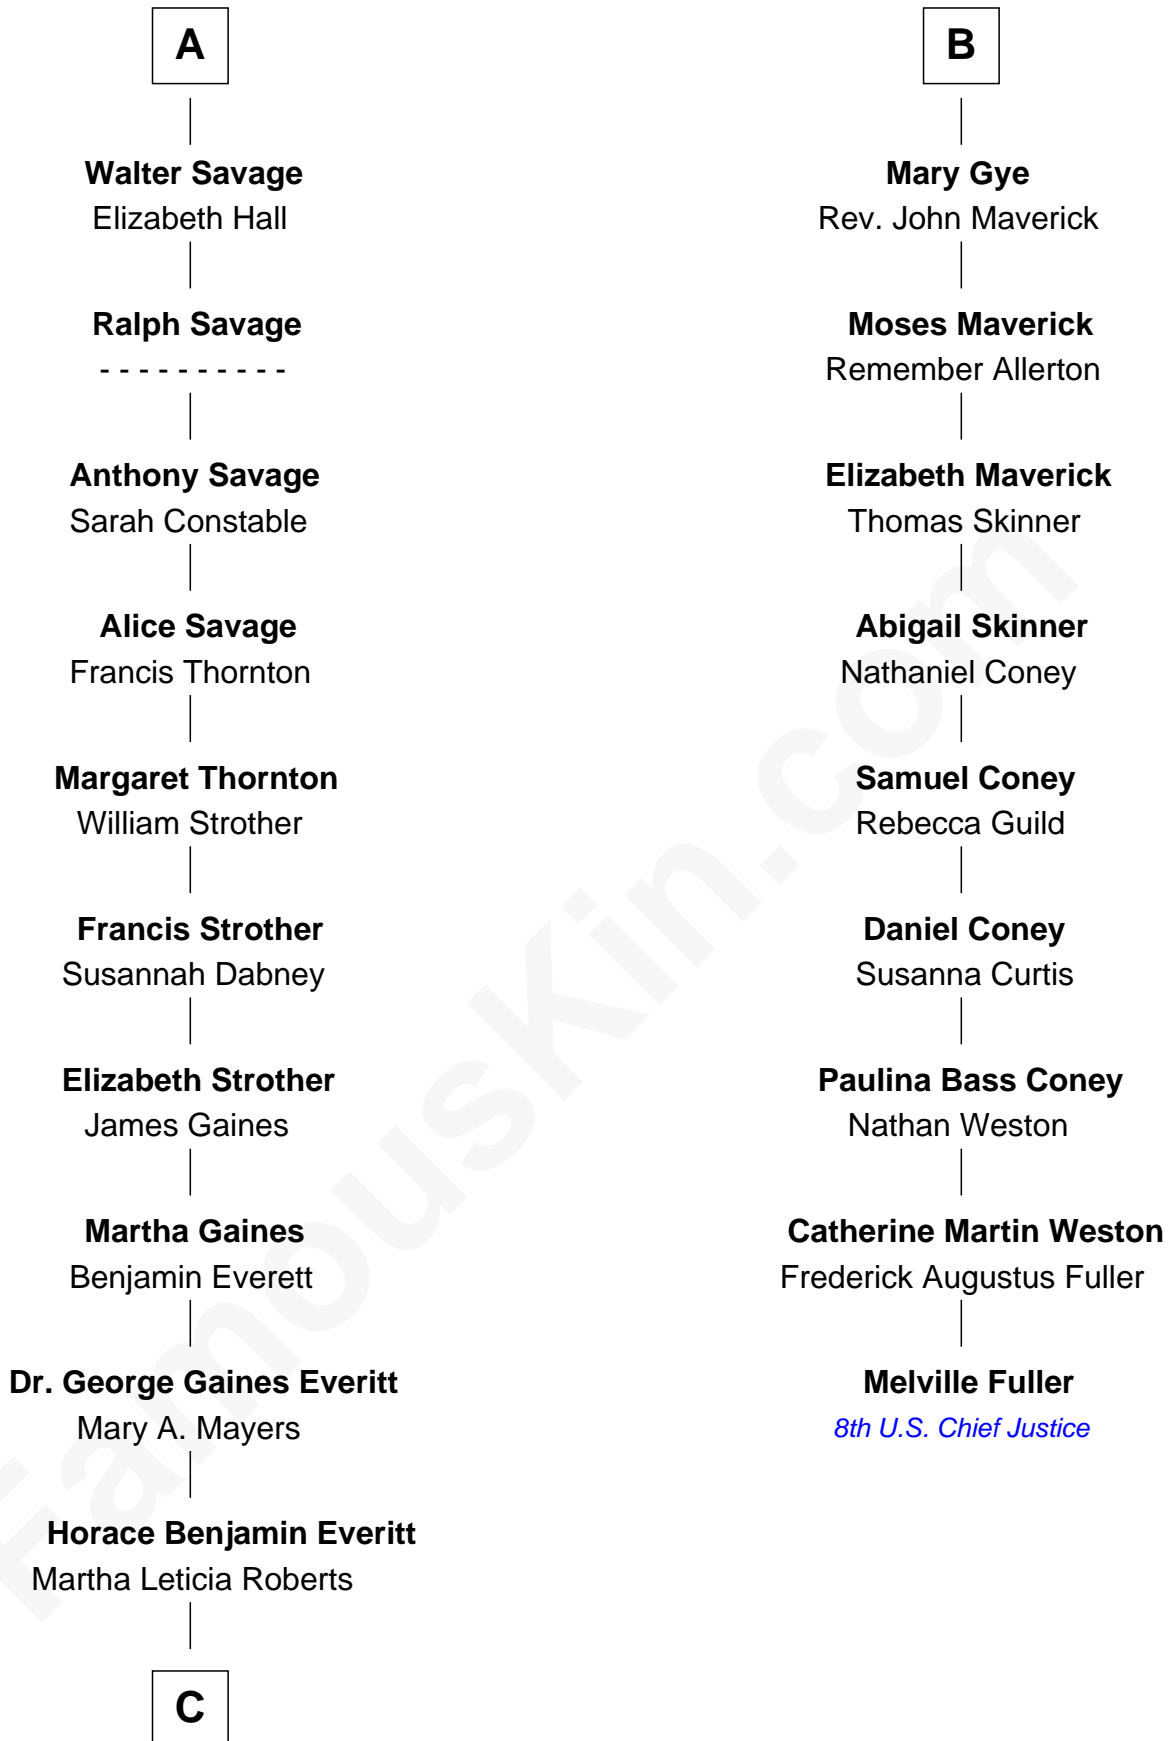 A
Walter Savage
Elizabeth Hall
Ralph Savage
- - - - - - - - - -
Anthony Savage
Sarah Constable
Alice Savage
Francis Thornton
Margaret Thornton
William Strother
Francis Strother
Susannah Dabney
Elizabeth Strother
James Gaines
Martha Gaines
Benjamin Everett
Dr. George Gaines Everitt
Mary A. Mayers
Horace Benjamin Everitt
Martha Leticia Roberts
C
B
Mary Gye
Rev. John Maverick
Moses Maverick
Remember Allerton
Elizabeth Maverick
Thomas Skinner
Abigail Skinner
Nathaniel Coney
Samuel Coney
Rebecca Guild
Daniel Coney
Susanna Curtis
Paulina Bass Coney
Nathan Weston
Catherine Martin Weston
Frederick Augustus Fuller
Melville Fuller
8th U.S. Chief Justice
FamousKin.com